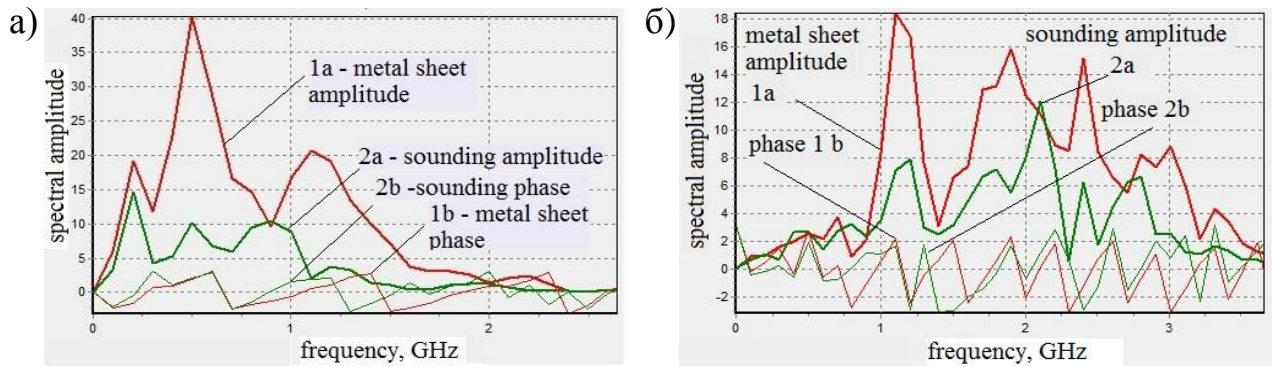 а)
40
35
30
25
20
15
10
5
0
spectral amplitude
1a - metal sheet
amplitude
2a - sounding amplitude
2b -sounding phase
1b - metal sheet
phase
0
1
2
frequency, GHz
б)
18
16
14
12
10
8
6
4
2
0
-2
spectral amplitude
metal sheet
amplitude
1a
phase 1 b
sounding amplitude
2a
phase 2b
0
1
2
3
frequency, GHz